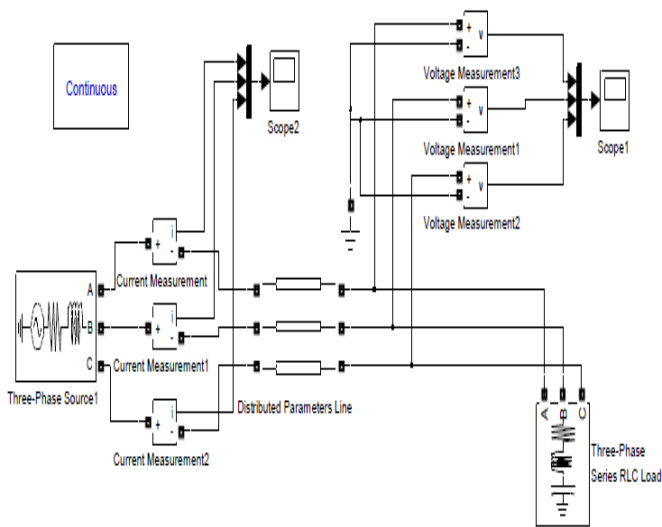 Continuous
Scope2
+
-
v
Voltage Measurement3
+
-
v
Voltage Measurement1
Scope1
+
-
v
Voltage Measurement2
+
i
-
Current Measurement
A
B
C
Three-Phase Source1
+
i
-
Current Measurement1
+
i
-
Current Measurement2
Distributed Parameters Line
A
B
C
Three-Phase
Series RLC Load